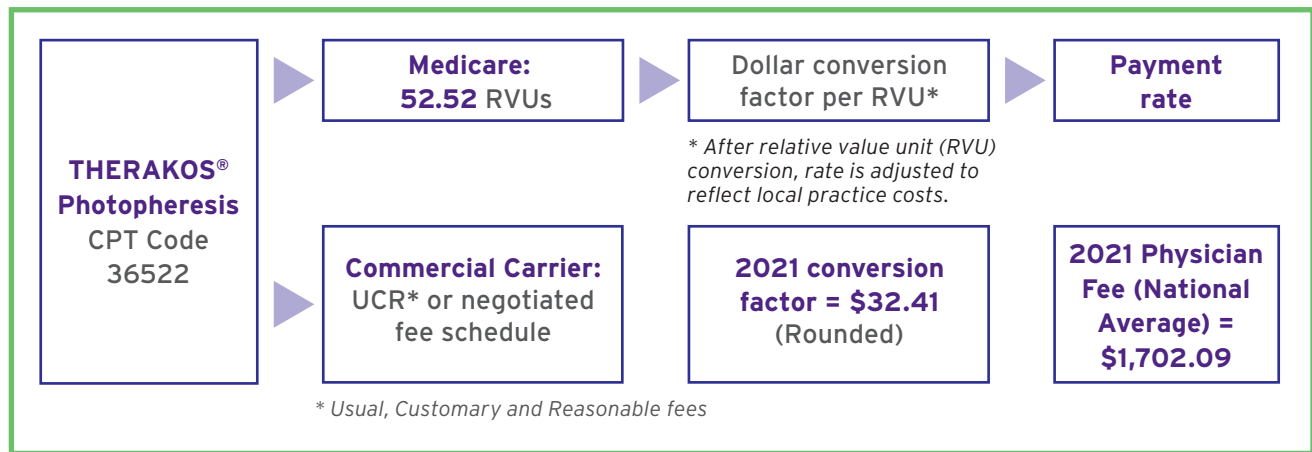 THERAKOS®
Photopheresis
CPT Code
36522
Medicare:
52.52 RVUs
Dollar conversion
factor per RVU*
Payment
rate
* After relative value unit (RVU)
conversion, rate is adjusted to
reflect local practice costs.
Commercial Carrier:
UCR* or negotiated
fee schedule
2021 conversion
factor = $32.41
(Rounded)
2021 Physician
Fee (National
Average) =
$1,702.09
* Usual, Customary and Reasonable fees